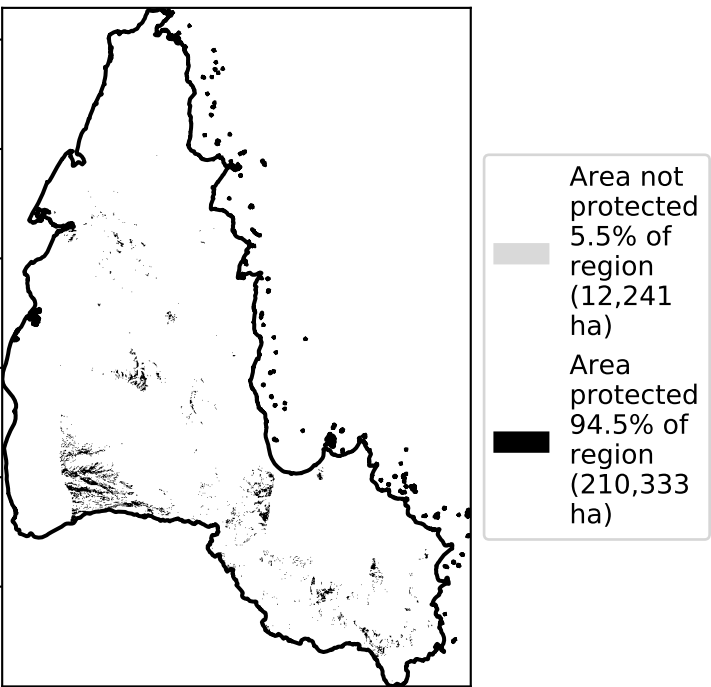 Area not
protected
5.5% of
region
(12,241
ha)
Area
protected
94.5% of
region
(210,333
ha)